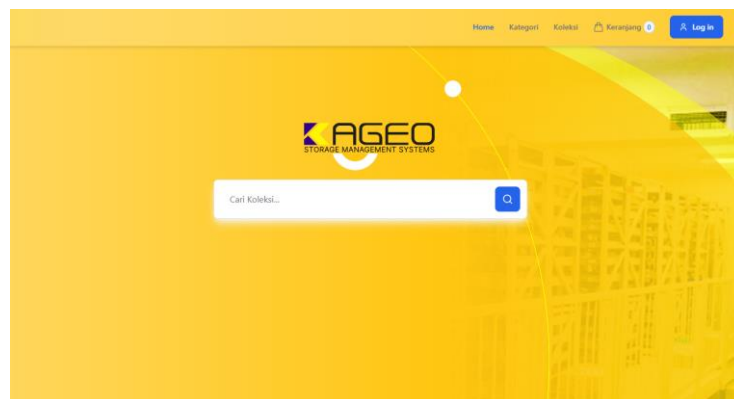 Home Kategori Koleksi Keranjang 0 Log in
KAGEO
STORAGE MANAGEMENT SYSTEMS
Cari Koleksi...